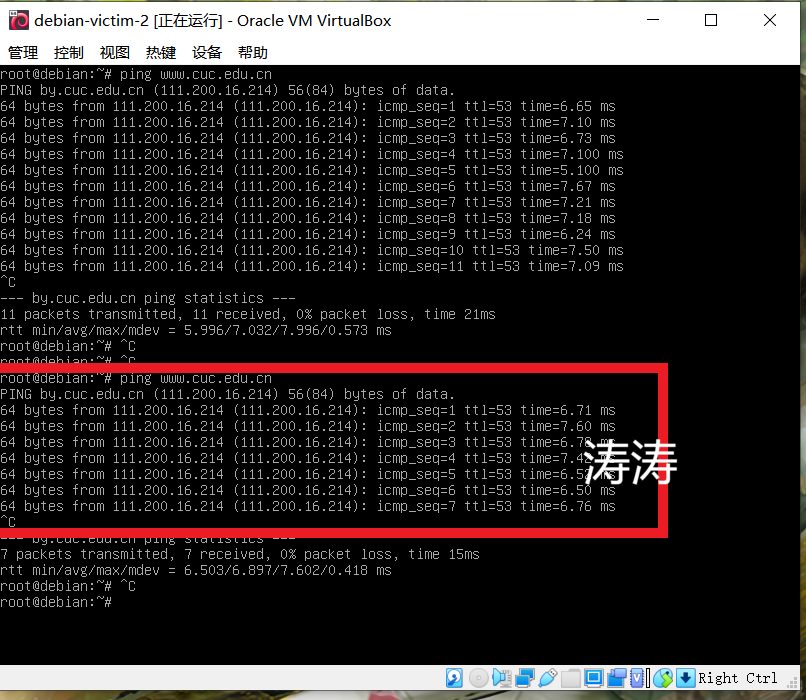 debian-victim-2 [正在运行] - Oracle VM VirtualBox
管理 控制 视图 热键 设备 帮助
root@debian:~# ping www.cuc.edu.cn
PING by.cuc.edu.cn (111.200.16.214) 56(84) bytes of data.
64 bytes from 111.200.16.214 (111.200.16.214): icmp_seq=1 ttl=53 time=6.65 ms
64 bytes from 111.200.16.214 (111.200.16.214): icmp_seq=2 ttl=53 time=7.10 ms
64 bytes from 111.200.16.214 (111.200.16.214): icmp_seq=3 ttl=53 time=6.73 ms
64 bytes from 111.200.16.214 (111.200.16.214): icmp_seq=4 ttl=53 time=7.100 ms
64 bytes from 111.200.16.214 (111.200.16.214): icmp_seq=5 ttl=53 time=5.100 ms
64 bytes from 111.200.16.214 (111.200.16.214): icmp_seq=6 ttl=53 time=7.67 ms
64 bytes from 111.200.16.214 (111.200.16.214): icmp_seq=7 ttl=53 time=7.21 ms
64 bytes from 111.200.16.214 (111.200.16.214): icmp_seq=8 ttl=53 time=7.18 ms
64 bytes from 111.200.16.214 (111.200.16.214): icmp_seq=9 ttl=53 time=6.24 ms
64 bytes from 111.200.16.214 (111.200.16.214): icmp_seq=10 ttl=53 time=7.50 ms
64 bytes from 111.200.16.214 (111.200.16.214): icmp_seq=11 ttl=53 time=7.09 ms
^C
--- by.cuc.edu.cn ping statistics ---
11 packets transmitted, 11 received, 0% packet loss, time 21ms
rtt min/avg/max/mdev = 5.996/7.032/7.996/0.573 ms
root@debian:~# ^C
root@debian:~# ^C
root@debian:~# ping www.cuc.edu.cn
PING by.cuc.edu.cn (111.200.16.214) 56(84) bytes of data.
64 bytes from 111.200.16.214 (111.200.16.214): icmp_seq=1 ttl=53 time=6.71 ms
64 bytes from 111.200.16.214 (111.200.16.214): icmp_seq=2 ttl=53 time=7.60 ms
64 bytes from 111.200.16.214 (111.200.16.214): icmp_seq=3 ttl=53 ms
64 bytes from 111.200.16.214 (111.200.16.214): icmp_seq=4 ttl=53
涛涛
64 bytes from 111.200.16.214 (111.200.16.214): icmp_seq=5 ttl=53
64 bytes from 111.200.16.214 (111.200.16.214): icmp_seq=6 ttl=53 time=6.50 ms
64 bytes from 111.200.16.214 (111.200.16.214): icmp_seq=7 ttl=53 time=6.76 ms
^C
--- by.cuc.edu.cn ping statistics ---
7 packets transmitted, 7 received, 0% packet loss, time 15ms
rtt min/avg/max/mdev = 6.503/6.897/7.602/0.418 ms
root@debian:~# ^C
root@debian:~#
Right Ctrl